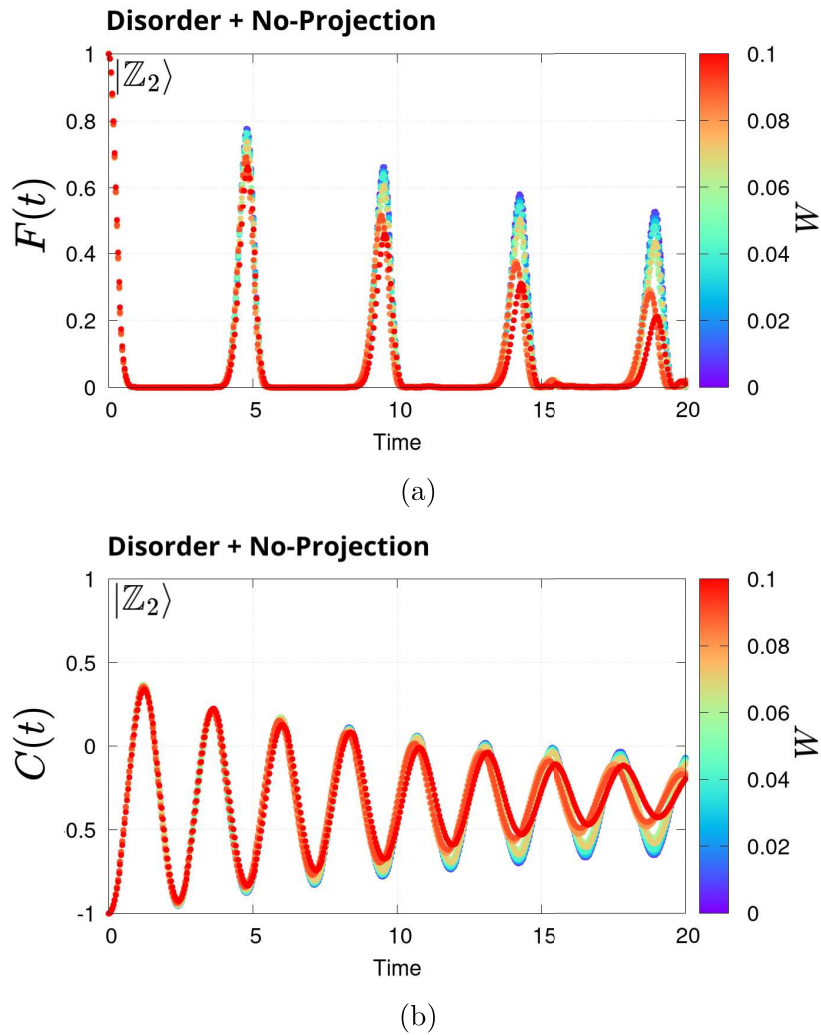 Disorder + No-Projection
|ℤ₂⟩
F(t)
1
0.8
0.6
0.4
0.2
0
0 5 10 15 20
Time
0.1
0.08
0.06
0.04
0.02
0
W
(a)
Disorder + No-Projection
|ℤ₂⟩
C(t)
1
0.5
0
-0.5
-1
0 5 10 15 20
Time
0.1
0.08
0.06
0.04
0.02
0
W
(b)